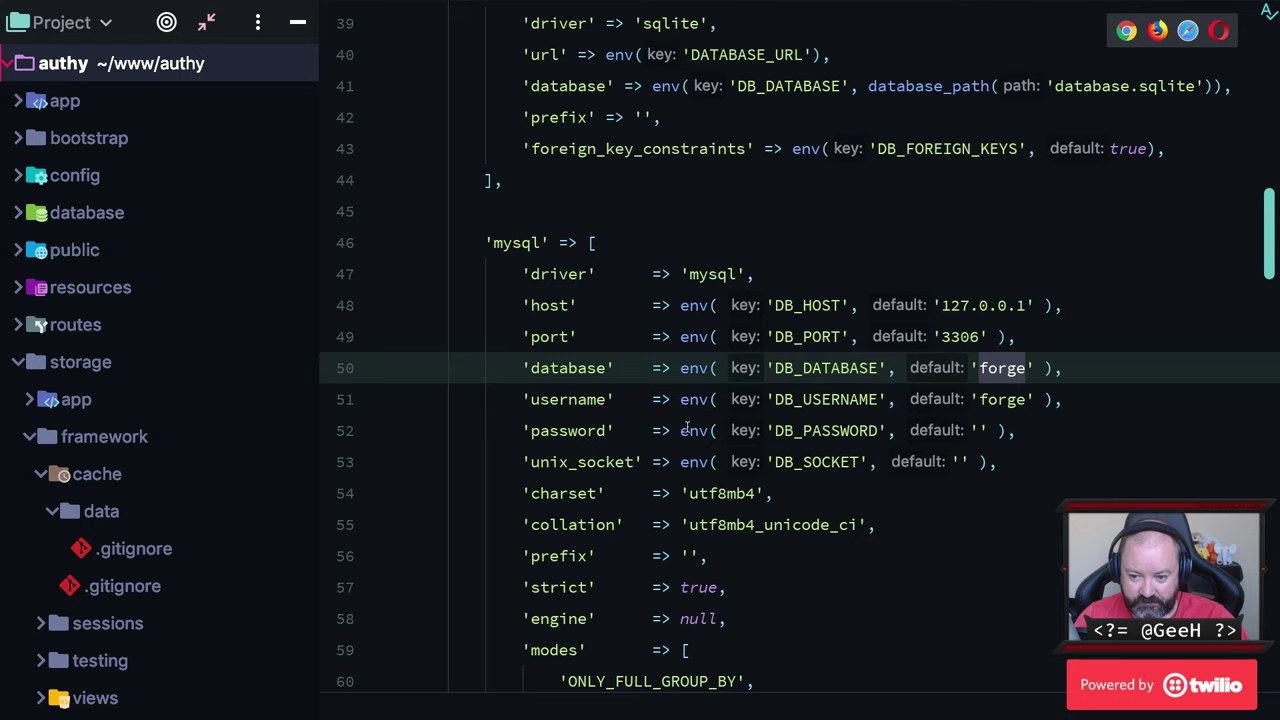 Project
authy ~/www/authy
app
bootstrap
config
database
public
resources
routes
storage
app
framework
cache
data
.gitignore
.gitignore
sessions
testing
views
39 'driver' => 'sqlite',
40 'url' => env( key: 'DATABASE_URL'),
41 'database' => env( key: 'DB_DATABASE', database_path( path: 'database.sqlite')),
42 'prefix' => '',
43 'foreign_key_constraints' => env( key: 'DB_FOREIGN_KEYS', default: true),
44 ],
45
46 'mysql' => [
47 'driver' => 'mysql',
48 'host' => env( key: 'DB_HOST', default: '127.0.0.1' ),
49 'port' => env( key: 'DB_PORT', default: '3306' ),
50 'database' => env( key: 'DB_DATABASE', default: 'forge' ),
51 'username' => env( key: 'DB_USERNAME', default: 'forge' ),
52 'password' => env( key: 'DB_PASSWORD', default: '' ),
53 'unix_socket' => env( key: 'DB_SOCKET', default: '' ),
54 'charset' => 'utf8mb4',
55 'collation' => 'utf8mb4_unicode_ci',
56 'prefix' => '',
57 'strict' => true,
58 'engine' => null,
59 'modes' => [
60 'ONLY_FULL_GROUP_BY',
<?= @GeeH ?>
Powered by twilio